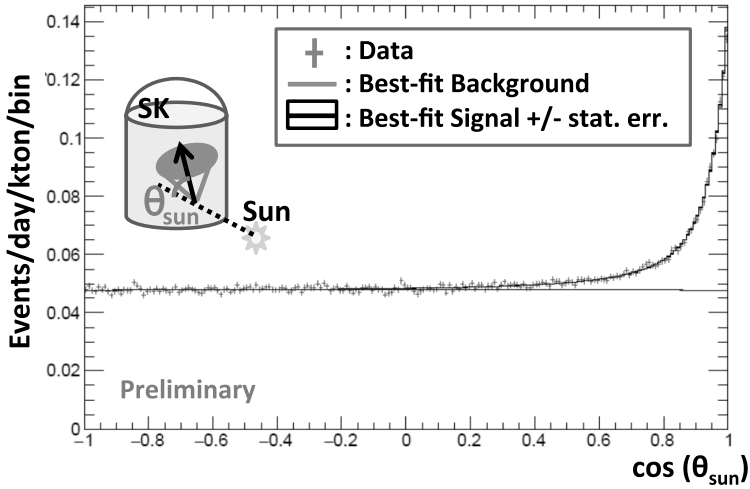 0.14
0.12
0.1
0.08
0.06
0.04
0.02
0
Events/day/kton/bin
: Data
: Best-fit Background
: Best-fit Signal +/- stat. err.
SK
θsun
Sun
Preliminary
−1 −0.8 −0.6 −0.4 −0.2 0 0.2 0.4 0.6 0.8 1
cos (θsun)